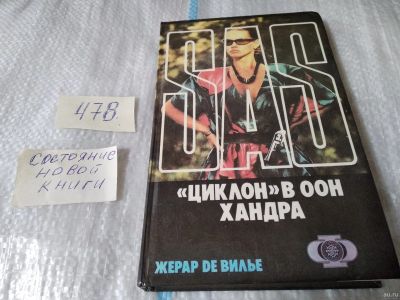 478
Состояние
новой
книги
SAS
«ЦИКЛОН» В ООН
ХАНДРА
ЖЕРАР DE ВИЛЬЕ